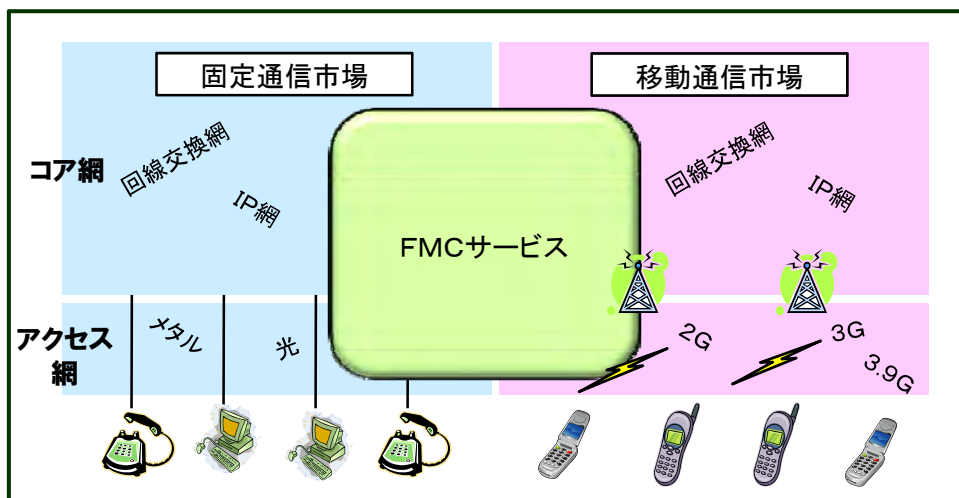 固定通信市場
移動通信市場
コア網
回線交換網
IP網
FMCサービス
回線交換網
IP網
アクセス
網
メタル
光
2G
3G
3.9G